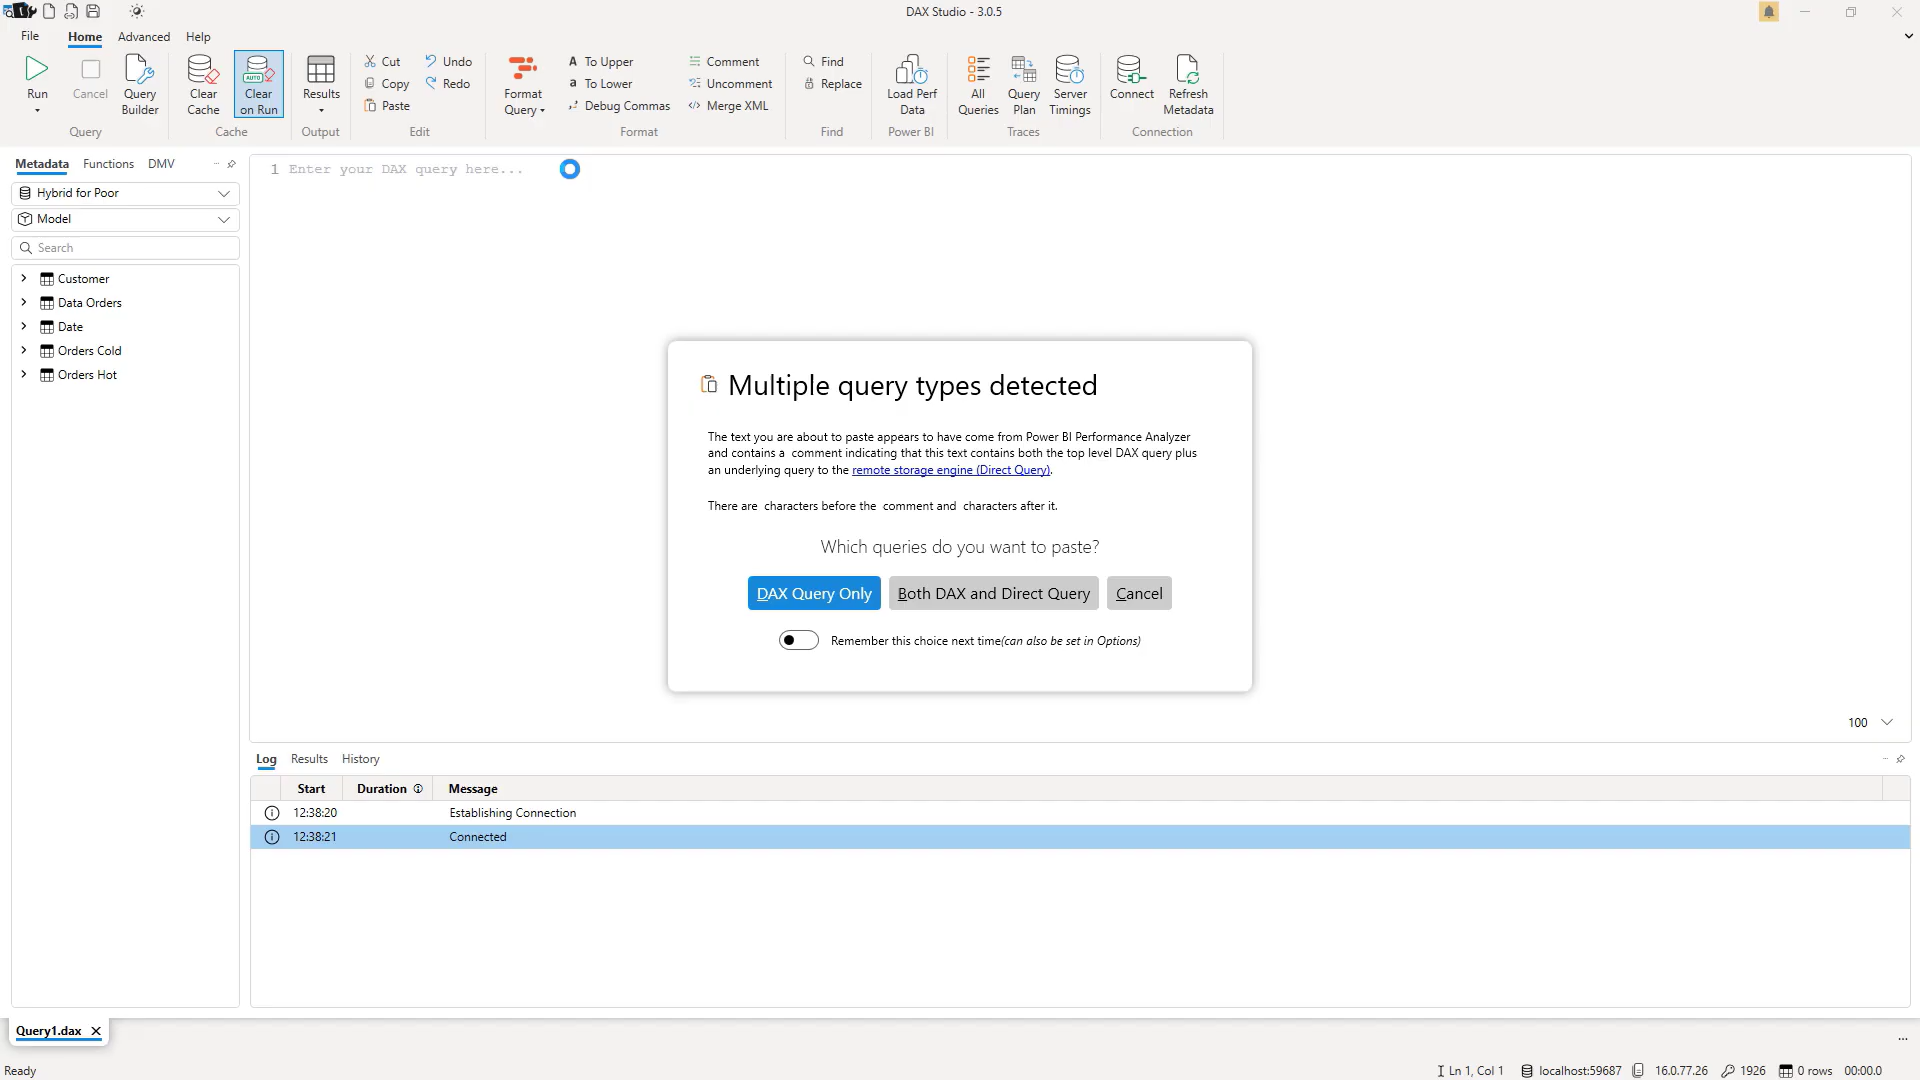 DAX Studio - 3.0.5
File Home Advanced Help
Run
Cancel
Query Builder
Query
Clear Cache
Clear on Run
AUTO
Cache
Results
Output
Cut
Copy
Paste
Undo
Redo
Edit
Format Query
A To Upper
a To Lower
Debug Commas
Comment
Uncomment
Merge XML
Format
Find
Replace
Find
Load Perf Data
Power BI
All Queries
Query Plan
Server Timings
Traces
Connect
Refresh Metadata
Connection
Metadata Functions DMV
Hybrid for Poor
Model
Search
Customer
Data Orders
Date
Orders Cold
Orders Hot
1 Enter your DAX query here...
Multiple query types detected
The text you are about to paste appears to have come from Power BI Performance Analyzer
and contains a comment indicating that this text contains both the top level DAX query plus
an underlying query to the remote storage engine (Direct Query).
There are characters before the comment and characters after it.
Which queries do you want to paste?
DAX Query Only Both DAX and Direct Query Cancel
Remember this choice next time(can also be set in Options)
100
Log Results History
Start Duration Message
12:38:20 Establishing Connection
12:38:21 Connected
Query1.dax
Ready
Ln 1, Col 1 localhost:59687 16.0.77.26 1926 0 rows 00:00.0